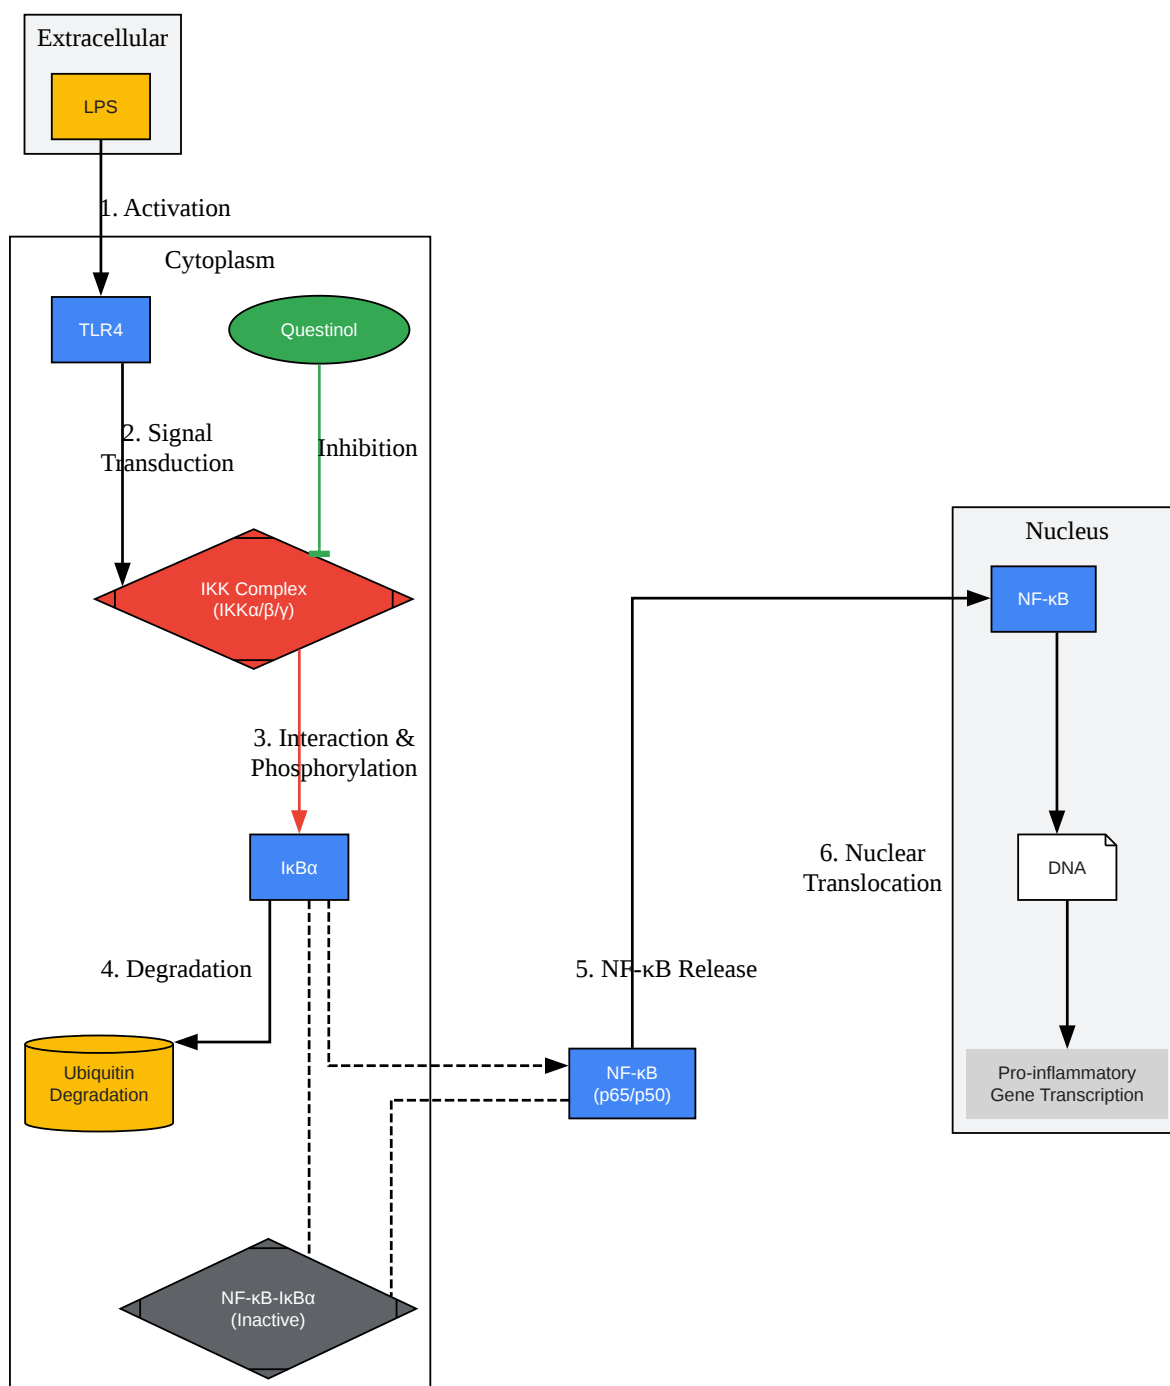 Extracellular
LPS
1. Activation
Cytoplasm
TLR4
Questinol
2. Signal
Transduction
Inhibition
IKK Complex
(IKKα/β/γ)
3. Interaction &
Phosphorylation
IκBα
4. Degradation
Ubiquitin
Degradation
NF-κB-IκBα
(Inactive)
5. NF-κB Release
NF-κB
(p65/p50)
6. Nuclear
Translocation
Nucleus
NF-κB
DNA
Pro-inflammatory
Gene Transcription